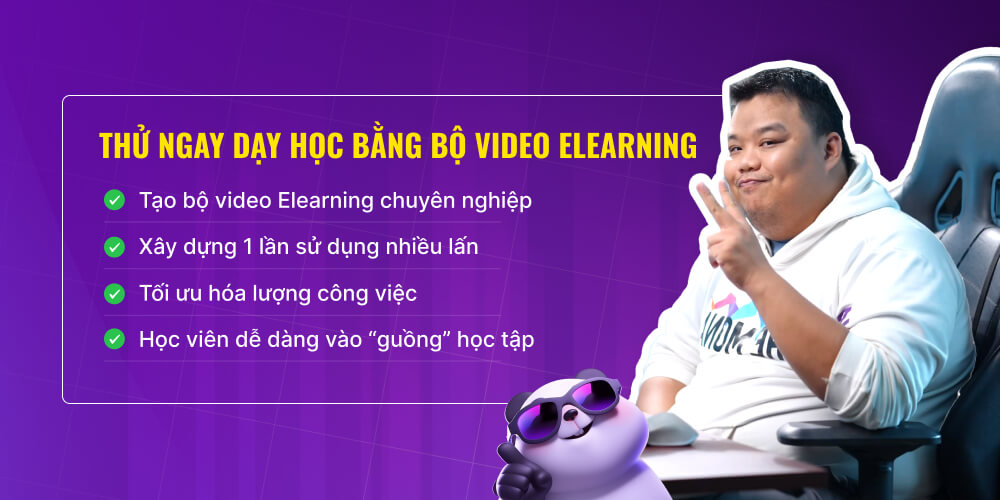 THỬ NGAY DẠY HỌC BẰNG BỘ VIDEO ELEARNING
Tạo bộ video Elearning chuyên nghiệp
Xây dựng 1 lần sử dụng nhiều lấn
Tối ưu hóa lượng công việc
Học viên dễ dàng vào “guồng” học tập